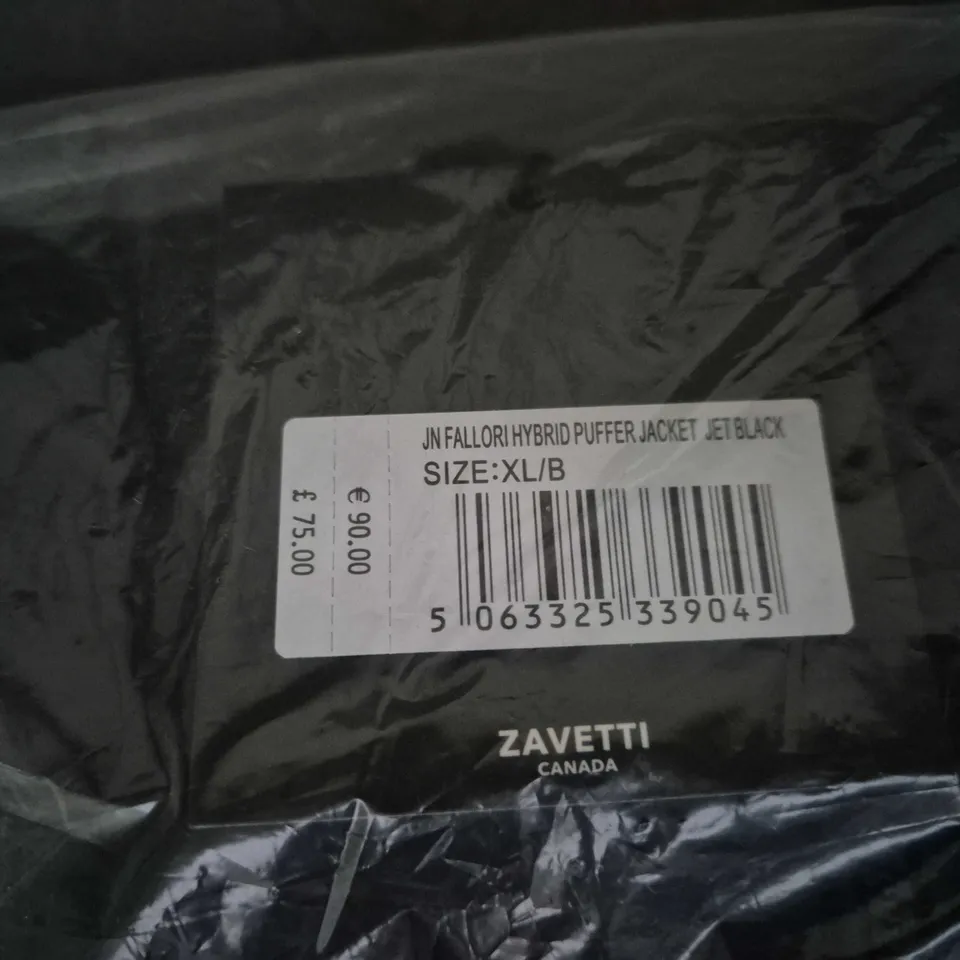 JN FALLORI HYBRID PUFFER JACKET JET BLACK
SIZE:XL/B
€ 90.00
£ 75.00
5 063325 339045
ZAVETTI
CANADA